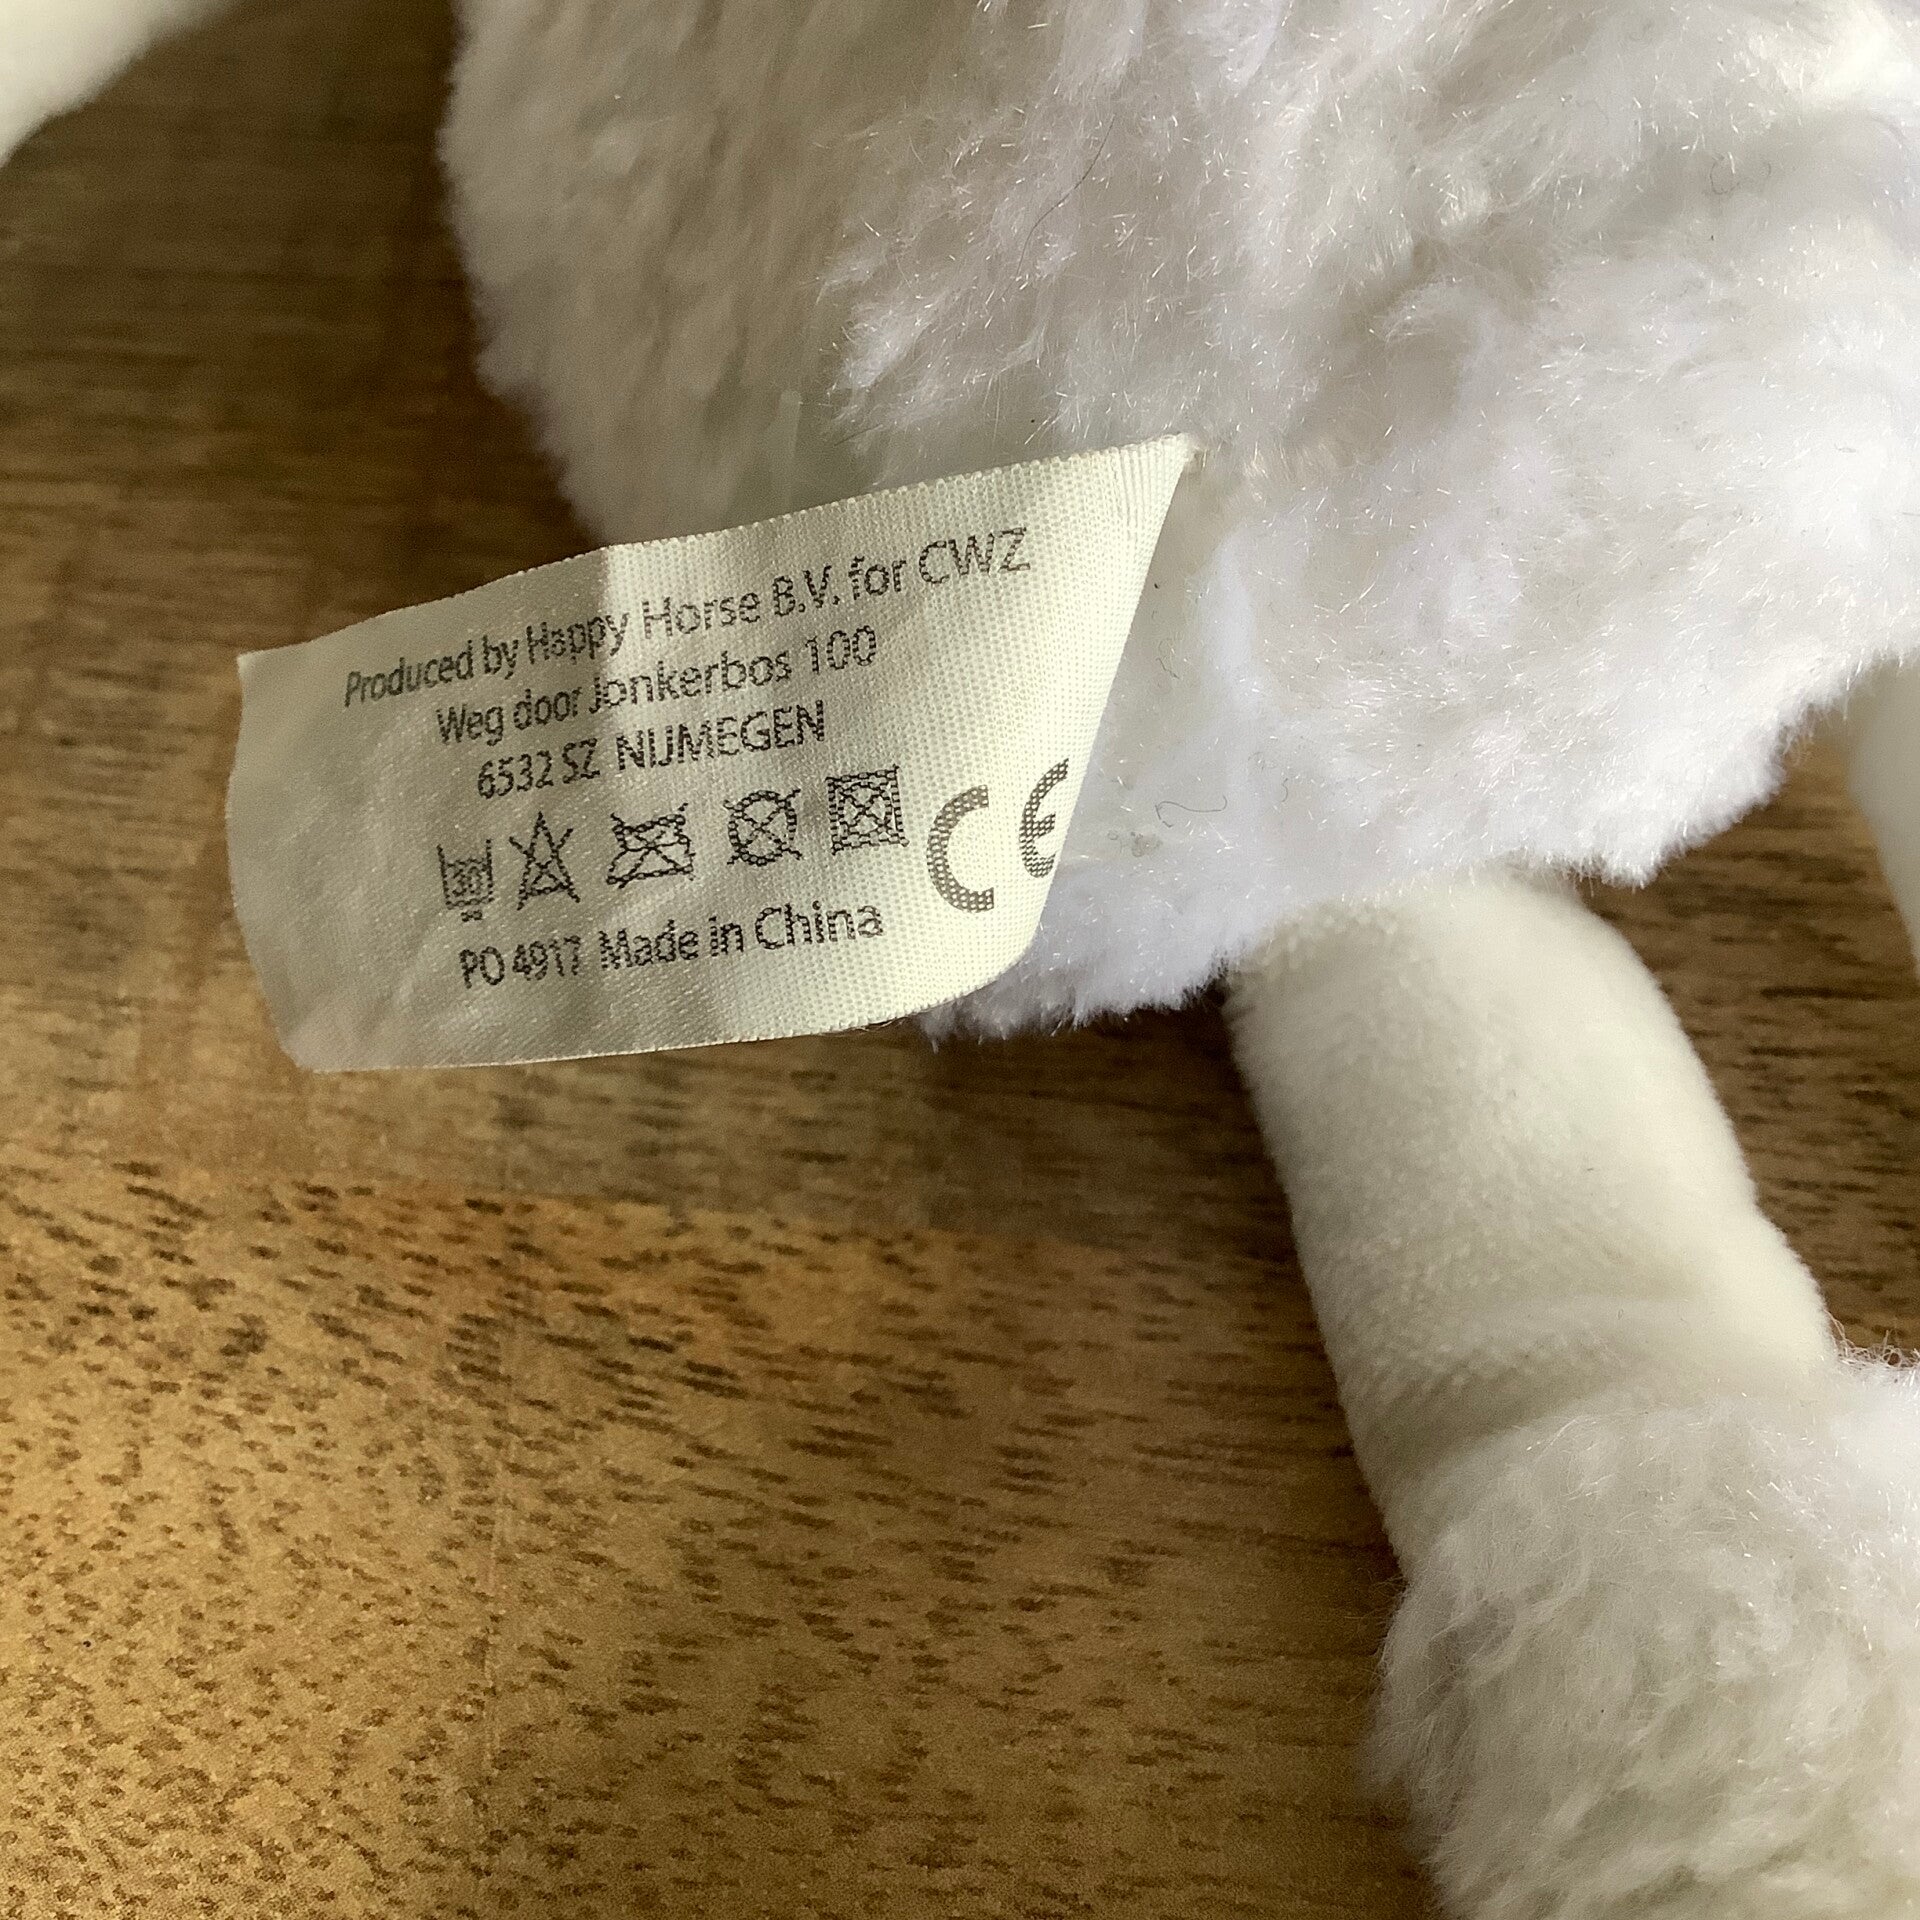 Produced by Happy Horse B.V. for CWZ
Weg door Jonkerbos 100
6532 SZ NIJMEGEN
30
CE
PO 4917 Made in China